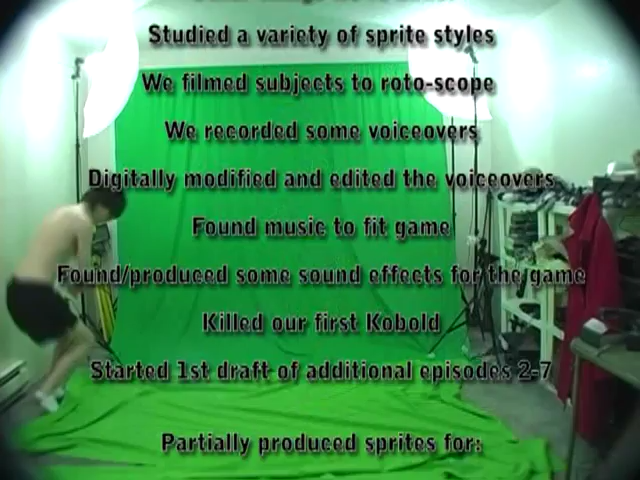 Studied a variety of sprite styles
We filmed subjects to roto-scope
We recorded some voiceovers
Digitally modified and edited the voiceovers
Found music to fit game
Found/produced some sound effects for the game
Killed our first Kobold
Started 1st draft of additional episodes 2-7
Partially produced sprites for: